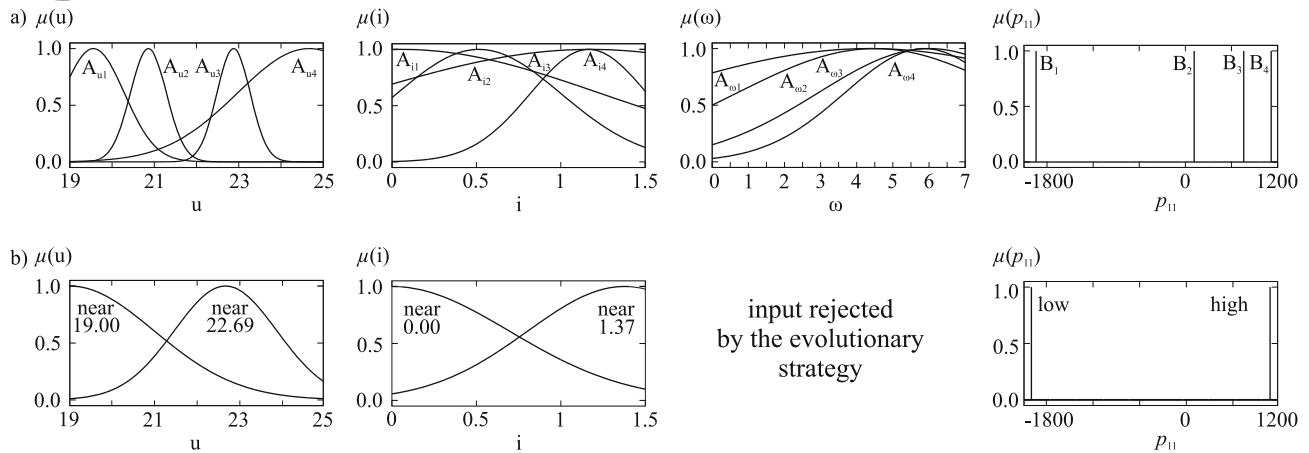 a) μ(u)
1.0
0.5
0.0
A_u1 A_u2 A_u3 A_u4
19 21 23 25
u
μ(i)
1.0
0.5
0.0
A_i1 A_i2 A_i3 A_i4
0 0.5 1 1.5
i
μ(ω)
1.0
0.5
0.0
A_ω1 A_ω2 A_ω3 A_ω4
0 1 2 3 4 5 6 7
ω
μ(p₁₁)
1.0
0.5
0.0
B₁ B₂ B₃ B₄
-1800 0 1200
p₁₁
b) μ(u)
1.0
0.5
0.0
near
19.00
near
22.69
19 21 23 25
u
μ(i)
1.0
0.5
0.0
near
0.00
near
1.37
0 0.5 1 1.5
i
input rejected
by the evolutionary
strategy
μ(p₁₁)
1.0
0.5
0.0
low high
-1800 0 1200
p₁₁